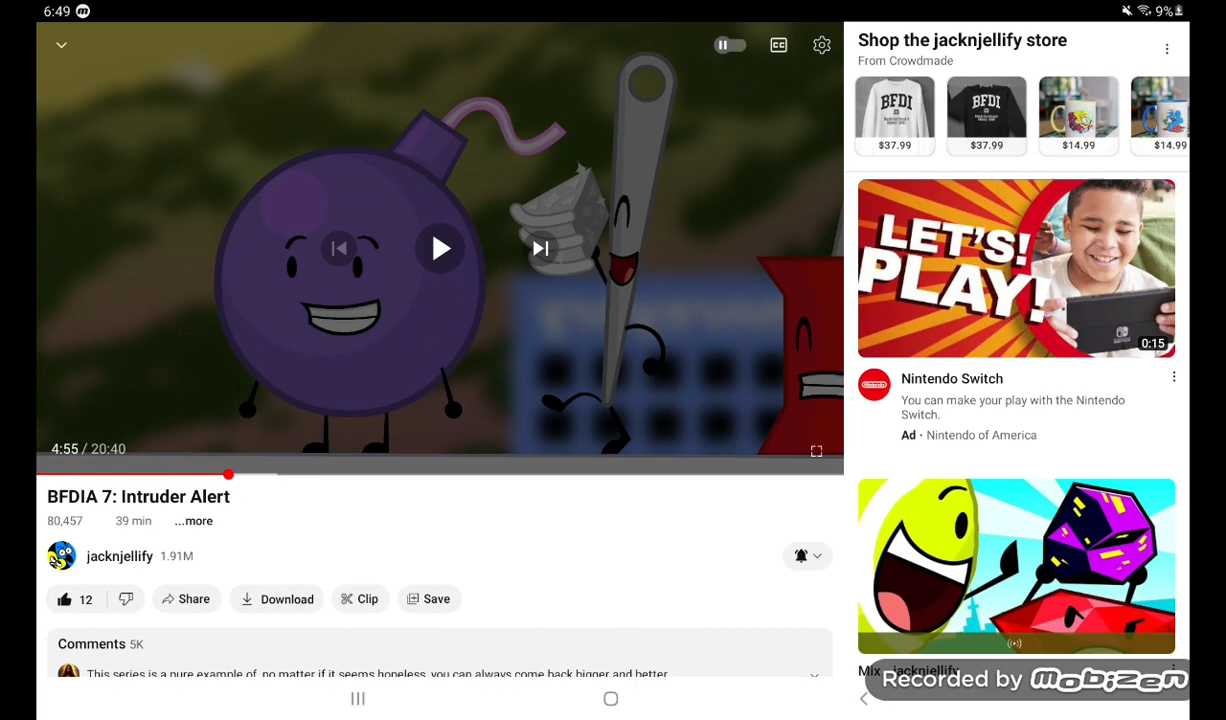 6:49
9%
CC
Shop the jacknjellify store
From Crowdmade
BFDI
BFDI
$37.99
$37.99
$14.99
$14.99
LET'S!
PLAY!
0:15
Nintendo Switch
You can make your play with the Nintendo
Switch.
Ad · Nintendo of America
4:55 / 20:40
BFDIA 7: Intruder Alert
80,457 39 min ...more
jacknjellify 1.91M
12 Share Download Clip Save
Comments 5K
This series is a pure example of, no matter if it seems hopeless, you can always come back bigger and better
Mix - jacknjellify
Recorded by mobizen